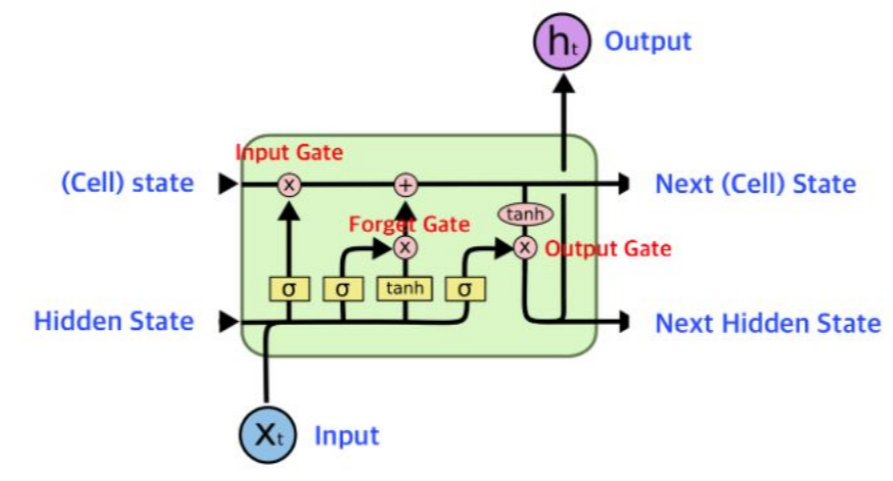 ht Output
Input Gate
(Cell) state x + Next (Cell) State
tanh
Forget Gate
x x Output Gate
σ σ tanh σ
Hidden State Next Hidden State
Xt Input